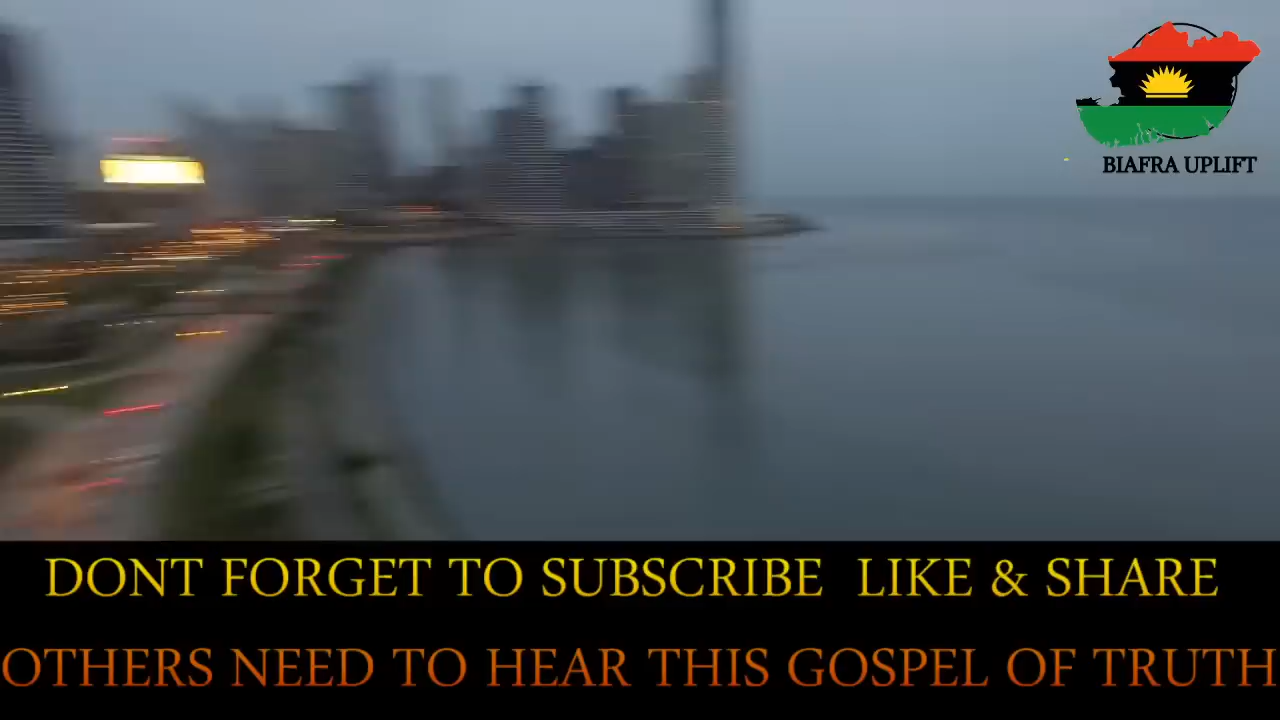 BIAFRA UPLIFT
DONT FORGET TO SUBSCRIBE LIKE & SHARE
OTHERS NEED TO HEAR THIS GOSPEL OF TRUTH